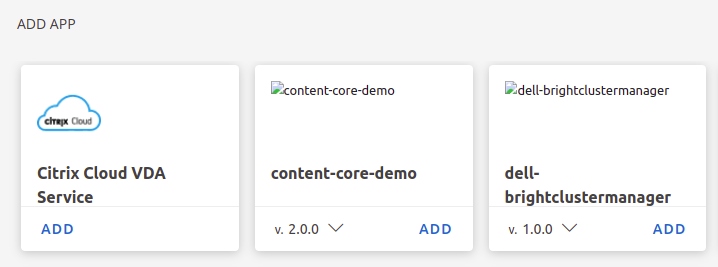 ADD APP
citrix Cloud
Citrix Cloud VDA
Service
ADD
content-core-demo
content-core-demo
v. 2.0.0
ADD
dell-brightclustermanager
dell-
brightclustermanager
v. 1.0.0
ADD